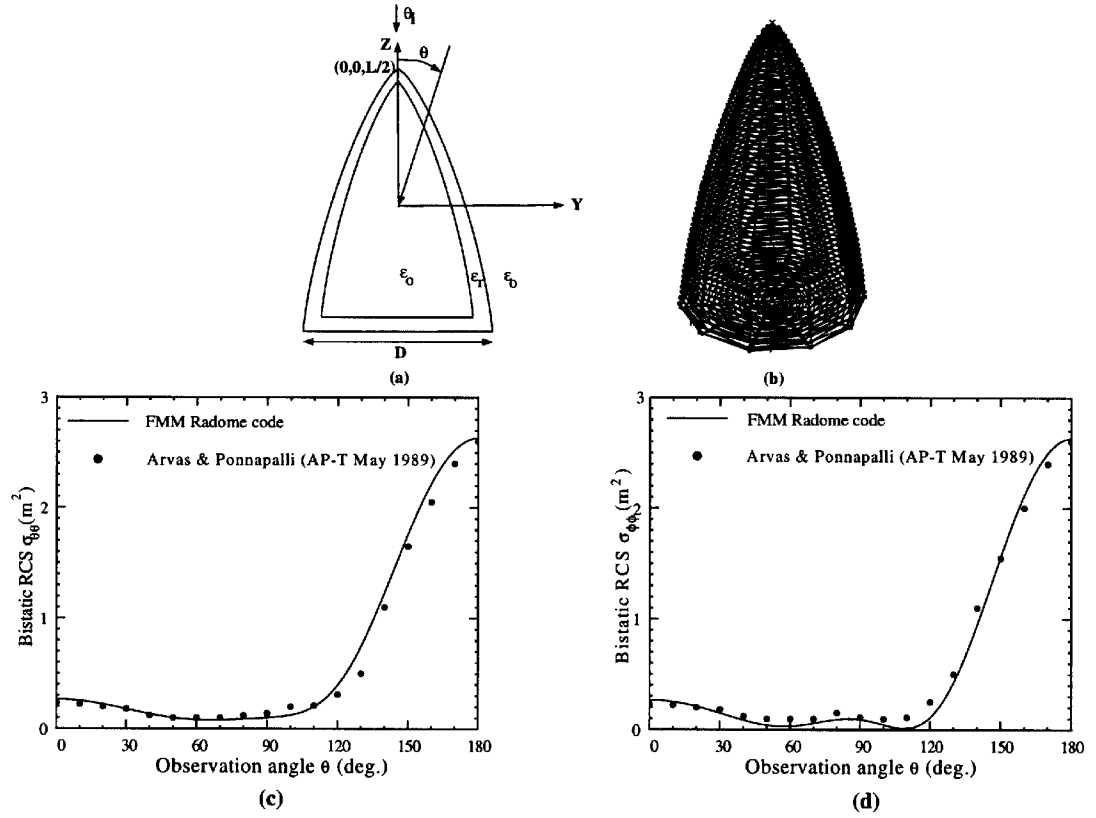 θI
Z
θ
(0,0,L/2)
Y
ε0 εr ε0
D
(a)
(b)
3
FMM Radome code
Arvas & Ponnapalli (AP-T May 1989)
2
1
0
Bistatic RCS σθθ(m²)
0 30 60 90 120 150 180
Observation angle θ (deg.)
(c)
3
FMM Radome code
Arvas & Ponnapalli (AP-T May 1989)
2
1
0
Bistatic RCS σϕϕ (m²)
0 30 60 90 120 150 180
Observation angle θ (deg.)
(d)